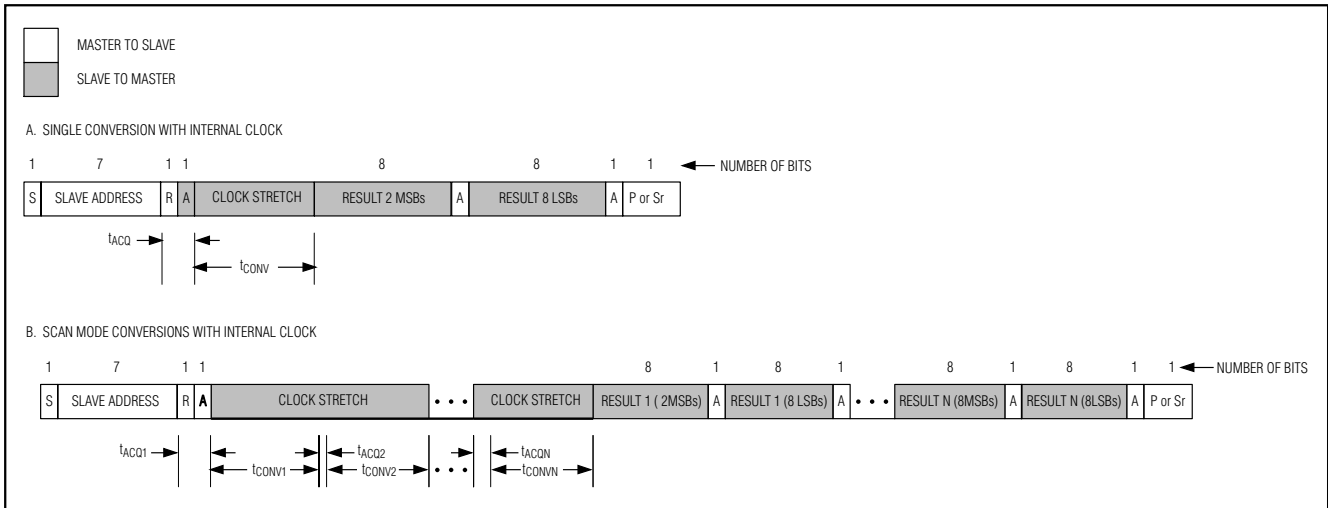 MASTER TO SLAVE
SLAVE TO MASTER
A. SINGLE CONVERSION WITH INTERNAL CLOCK
1 7 1 1 8 8 1 1 NUMBER OF BITS
S SLAVE ADDRESS R A CLOCK STRETCH RESULT 2 MSBs A RESULT 8 LSBs A P or Sr
tACQ
tCONV
B. SCAN MODE CONVERSIONS WITH INTERNAL CLOCK
1 7 1 1 8 1 8 1 8 1 8 1 1 NUMBER OF BITS
S SLAVE ADDRESS R A CLOCK STRETCH • • • CLOCK STRETCH RESULT 1 ( 2MSBs) A RESULT 1 (8 LSBs) A • • • RESULT N (8MSBs) A RESULT N (8LSBs) A P or Sr
tACQ1 tACQ2 tACQN
tCONV1 tCONV2 • • • tCONVN